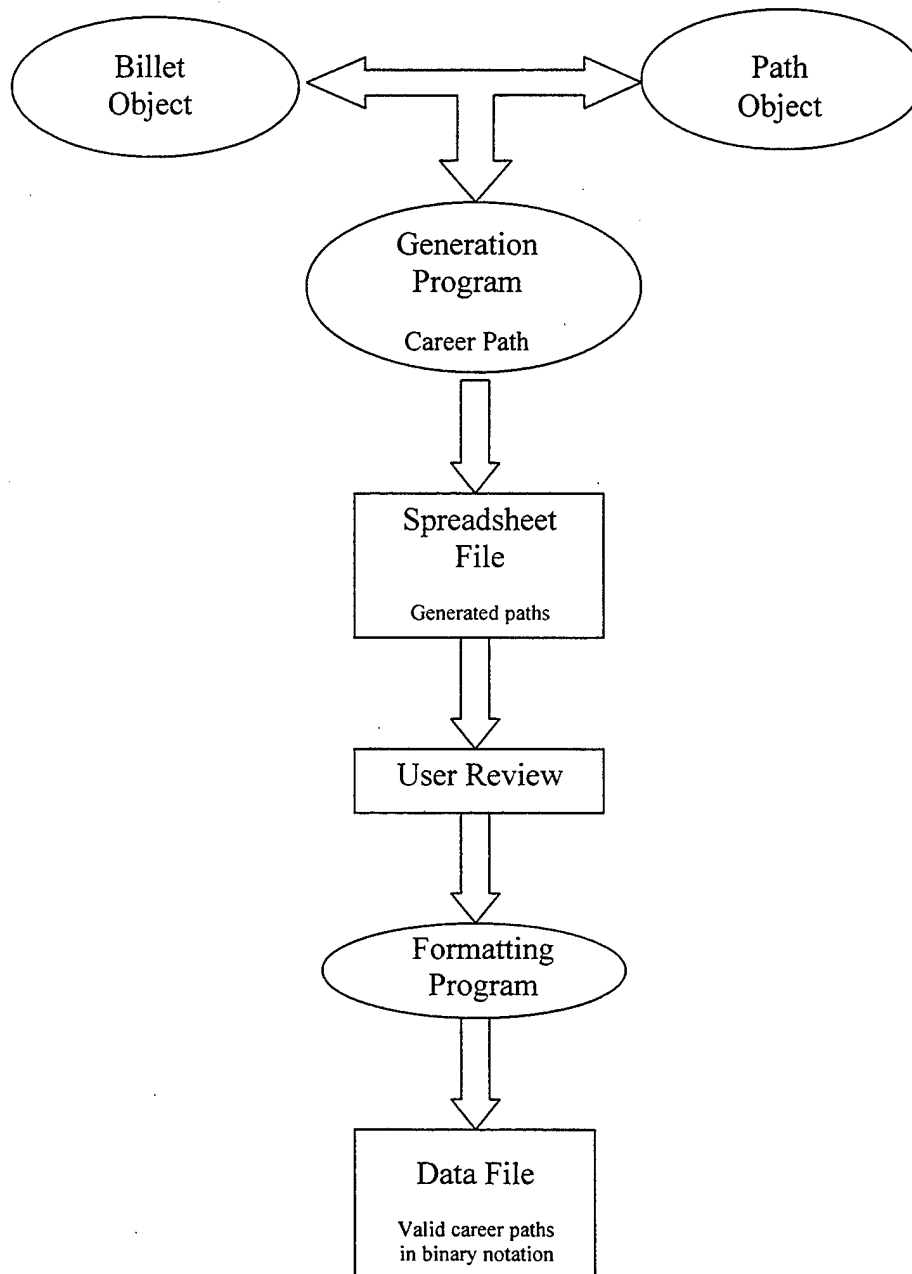 Billet
Object
Path
Object
Generation
Program
Career Path
Spreadsheet
File
Generated paths
User Review
Formatting
Program
Data File
Valid career paths
in binary notation